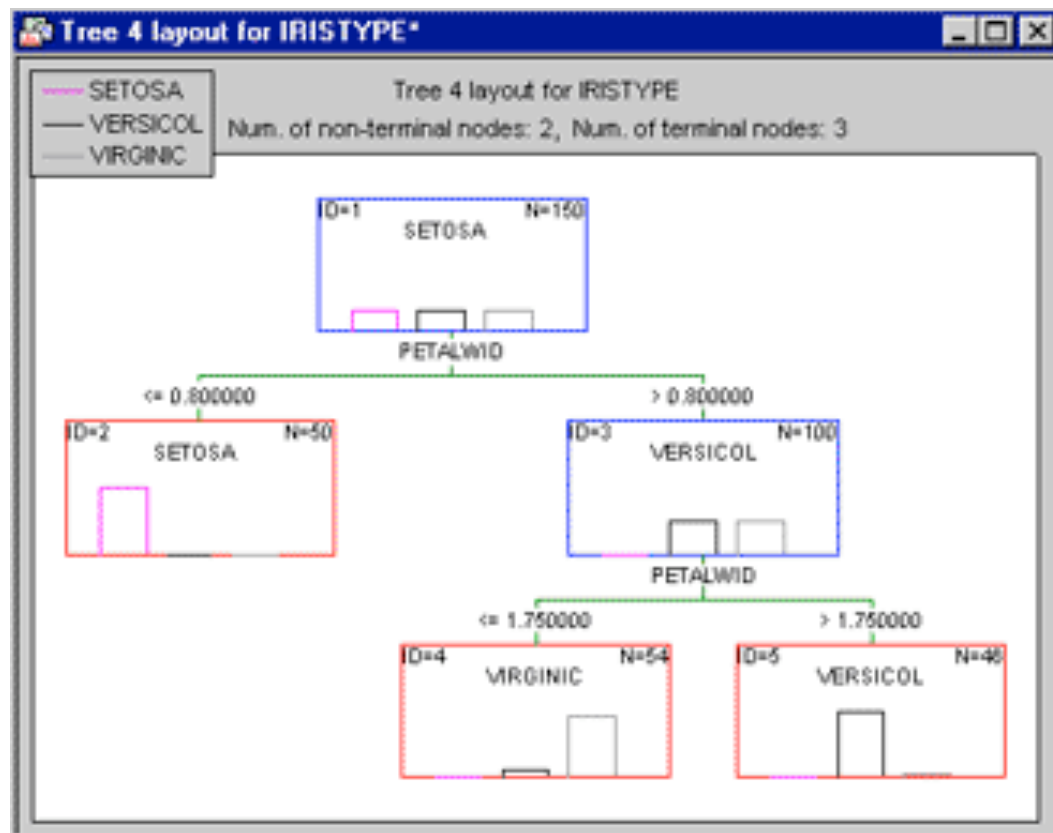 Tree 4 layout for IRISTYPE*
SETOSA
VERSICOL
VIRGINIC
Tree 4 layout for IRISTYPE
Num. of non-terminal nodes: 2, Num. of terminal nodes: 3
ID=1 N=150
SETOSA
PETALWID
<= 0.800000 > 0.800000
ID=2 N=50
SETOSA
ID=3 N=100
VERSICOL
PETALWID
<= 1.750000 > 1.750000
ID=4 N=54
VIRGINIC
ID=5 N=46
VERSICOL